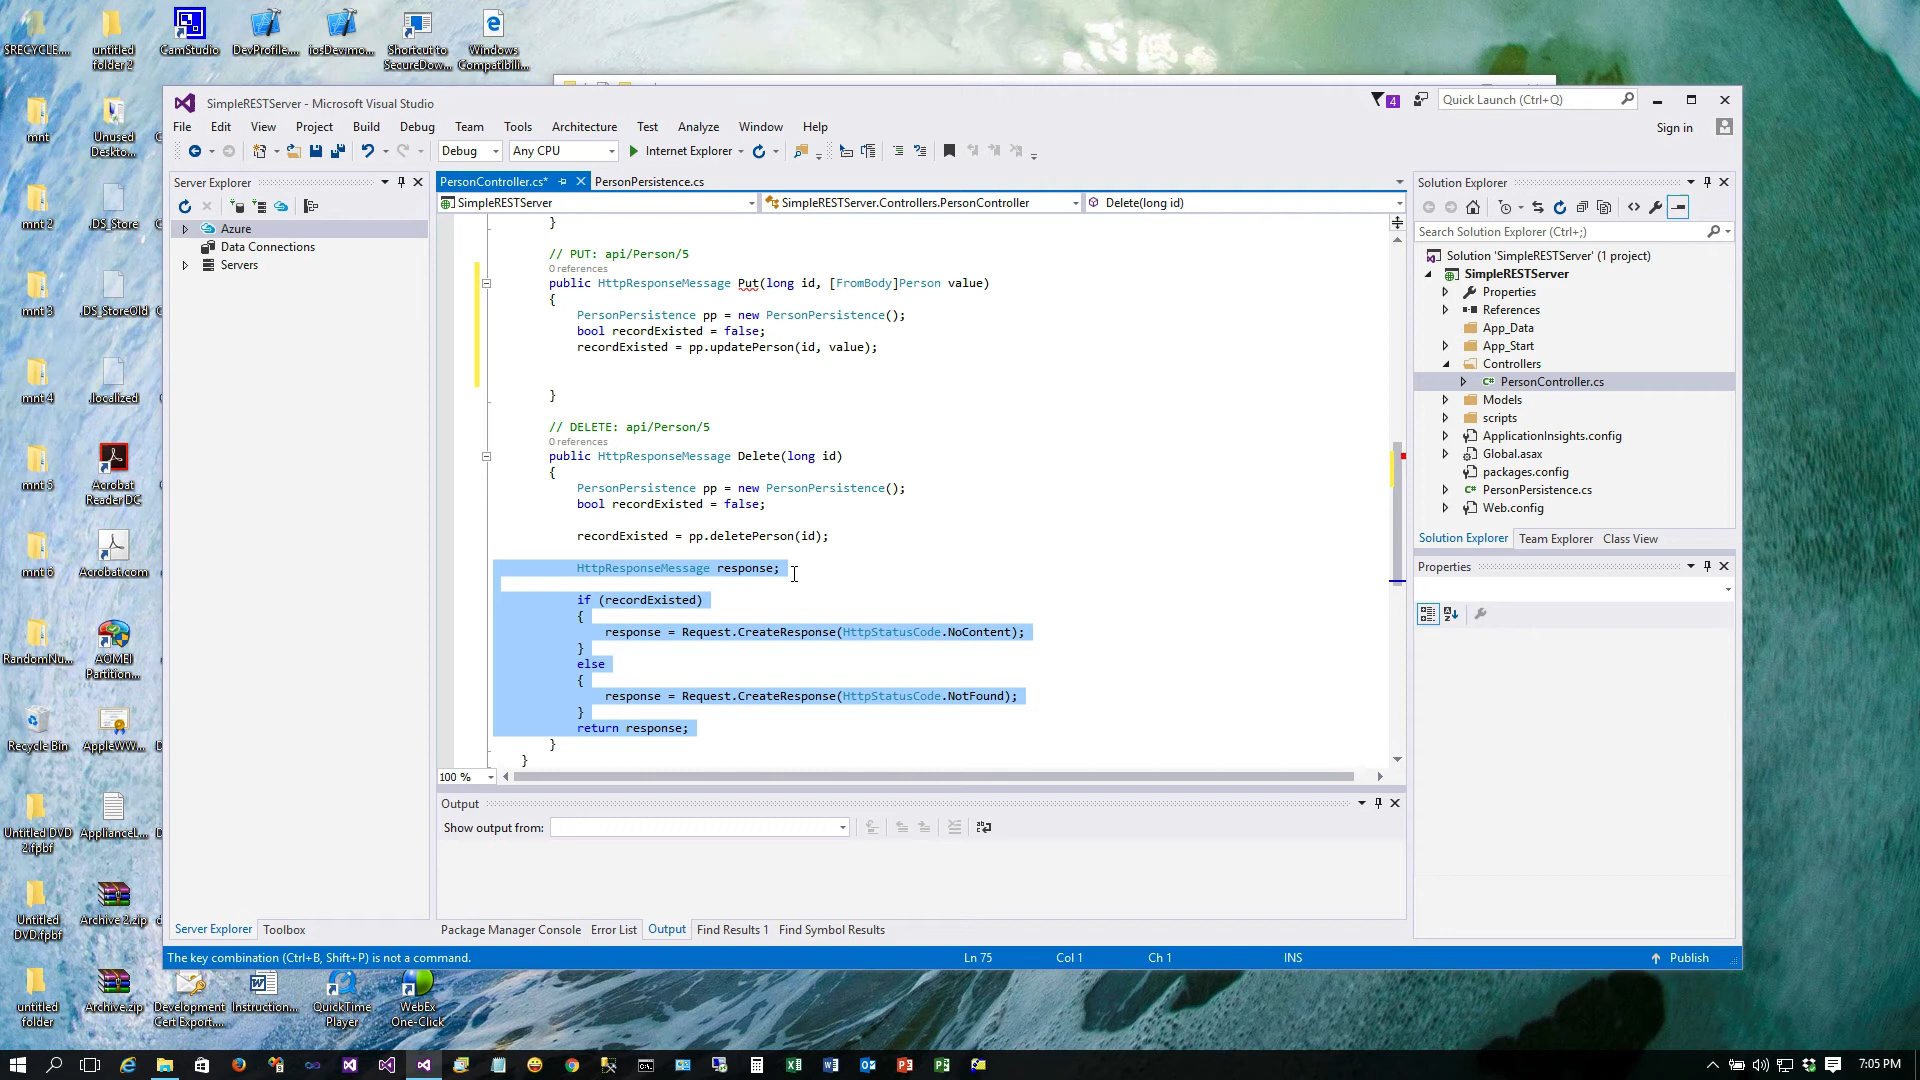 $RECYCLE....
untitled folder 2
CamStudio
DevProfile....
iosDev.mo...
Shortcut to SecureDow...
Windows Compatibili...
mnt
Unused Deskto...
mnt 2
.DS_Store
mnt 3
.DS_StoreOld
mnt 4
.localized
mnt 5
Acrobat Reader DC
mnt 6
Acrobat.com
RandomNu...
AOMEI Partition...
Recycle Bin
AppleWW...
Untitled DVD 2.fpbf
ApplianceL...
Untitled DVD.fpbf
Archive 2.zip
untitled folder
Archive.zip
Development Cert Export....
Instruction...
QuickTime Player
WebEx One-Click
SimpleRESTServer - Microsoft Visual Studio
4
Quick Launch (Ctrl+Q)
File Edit View Project Build Debug Team Tools Architecture Test Analyze Window Help
Sign in
Debug
Any CPU
Internet Explorer
Server Explorer
Azure
Data Connections
Servers
PersonController.cs*
PersonPersistence.cs
SimpleRESTServer
SimpleRESTServer.Controllers.PersonController
Delete(long id)
}
// PUT: api/Person/5
0 references
public HttpResponseMessage Put(long id, [FromBody]Person value)
{
PersonPersistence pp = new PersonPersistence();
bool recordExisted = false;
recordExisted = pp.updatePerson(id, value);
}
// DELETE: api/Person/5
0 references
public HttpResponseMessage Delete(long id)
{
PersonPersistence pp = new PersonPersistence();
bool recordExisted = false;
recordExisted = pp.deletePerson(id);
HttpResponseMessage response;
if (recordExisted)
{
response = Request.CreateResponse(HttpStatusCode.NoContent);
}
else
{
response = Request.CreateResponse(HttpStatusCode.NotFound);
}
return response;
}
}
100 %
Output
Show output from:
Server Explorer Toolbox
Package Manager Console Error List Output Find Results 1 Find Symbol Results
The key combination (Ctrl+B, Shift+P) is not a command.
Ln 75
Col 1
Ch 1
INS
Publish
Solution Explorer
Search Solution Explorer (Ctrl+;)
Solution 'SimpleRESTServer' (1 project)
SimpleRESTServer
Properties
References
App_Data
App_Start
Controllers
C# PersonController.cs
Models
scripts
ApplicationInsights.config
Global.asax
packages.config
C# PersonPersistence.cs
Web.config
Solution Explorer Team Explorer Class View
Properties
7:05 PM